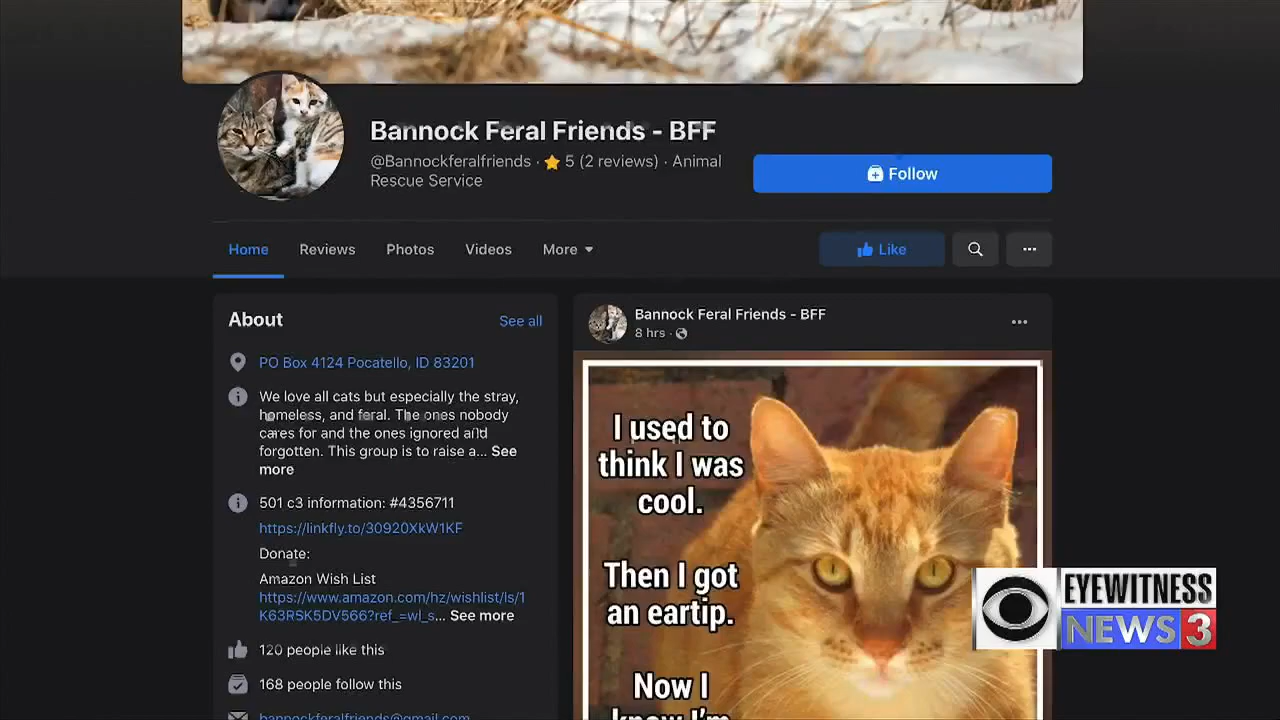 Bannock Feral Friends - BFF
@Bannockferalfriends · 5 (2 reviews) · Animal
Rescue Service
Follow
Home
Reviews
Photos
Videos
More
Like
About
See all
PO Box 4124 Pocatello, ID 83201
We love all cats but especially the stray,
homeless, and feral. The ones nobody
cares for and the ones ignored and
forgotten. This group is to raise a... See
more
501 c3 information: #4356711
https://linkfly.to/30920XkW1KF
Donate:
Amazon Wish List
https://www.amazon.com/hz/wishlist/ls/1
K63RSK5DV566?ref_=wl_s... See more
120 people like this
168 people follow this
bannockferalfriends@gmail.com
Bannock Feral Friends - BFF
8 hrs ·
I used to
think I was
cool.
Then I got
an eartip.
Now I
know I'm
EYEWITNESS
NEWS 3